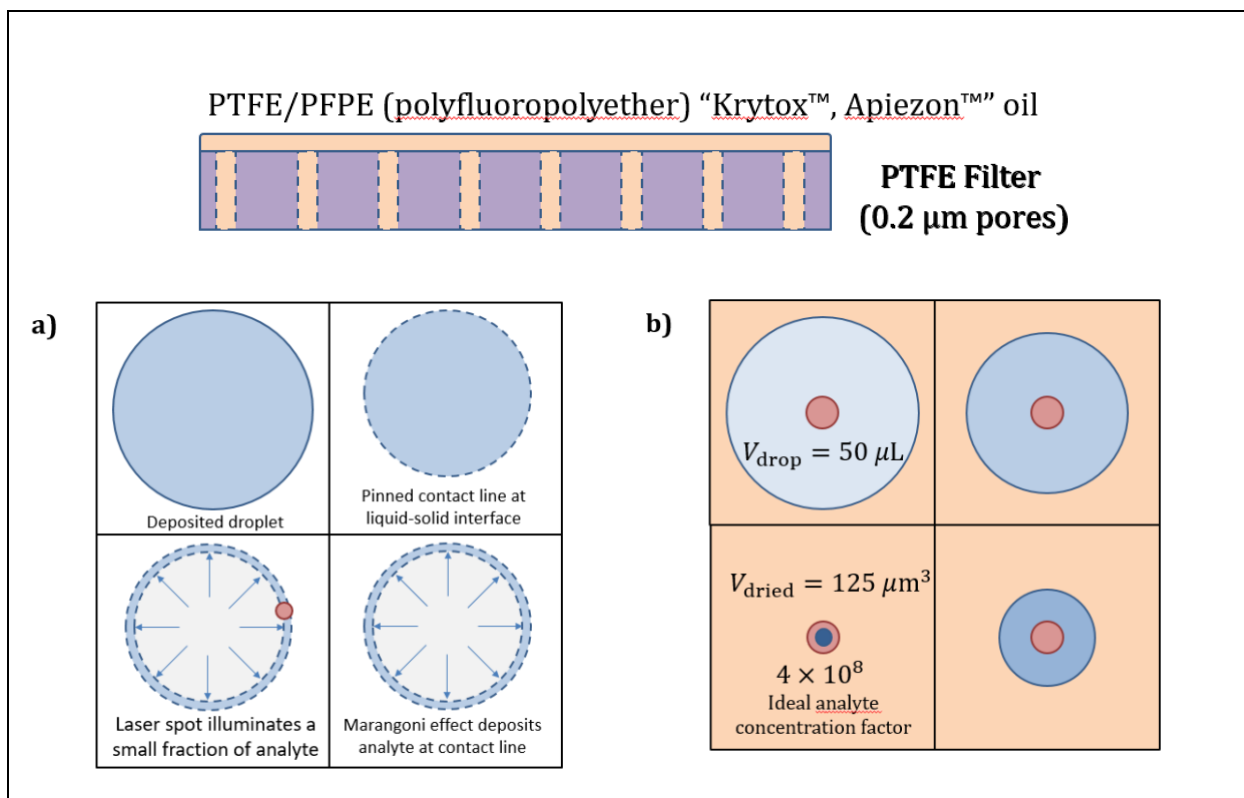 PTFE/PFPE (polyfluoropolyether) “Krytox™, Apiezon™” oil
PTFE Filter
(0.2 µm pores)
a)
Deposited droplet
Pinned contact line at
liquid-solid interface
Laser spot illuminates a
small fraction of analyte
Marangoni effect deposits
analyte at contact line
b)
V_drop = 50 μL
V_dried = 125 μm³
4 × 10⁸
Ideal analyte
concentration factor